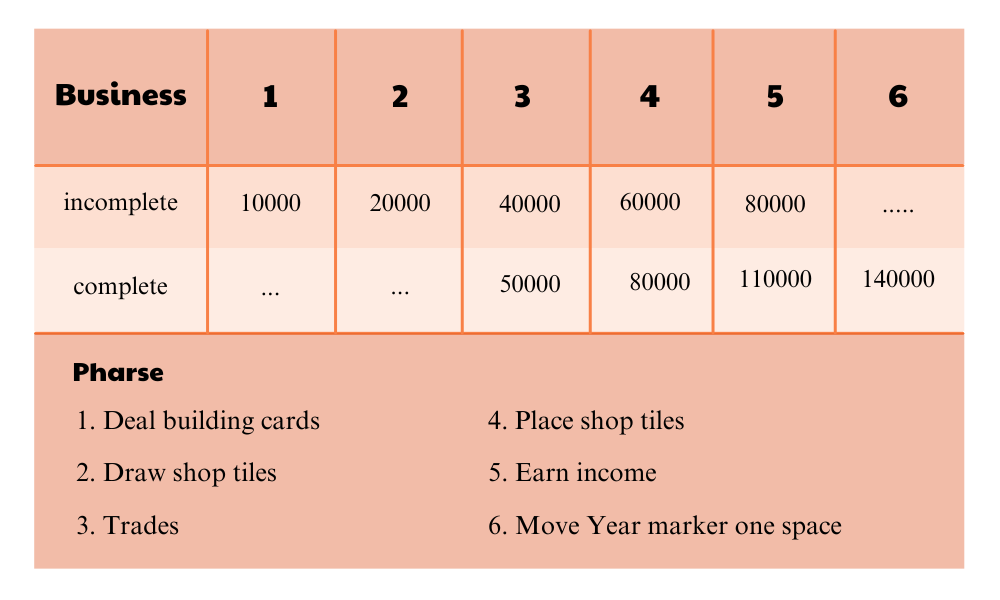 Business 1 2 3 4 5 6
incomplete 10000 20000 40000 60000 80000 .....
complete ... ... 50000 80000 110000 140000
Pharse
1. Deal building cards
2. Draw shop tiles
3. Trades
4. Place shop tiles
5. Earn income
6. Move Year marker one space